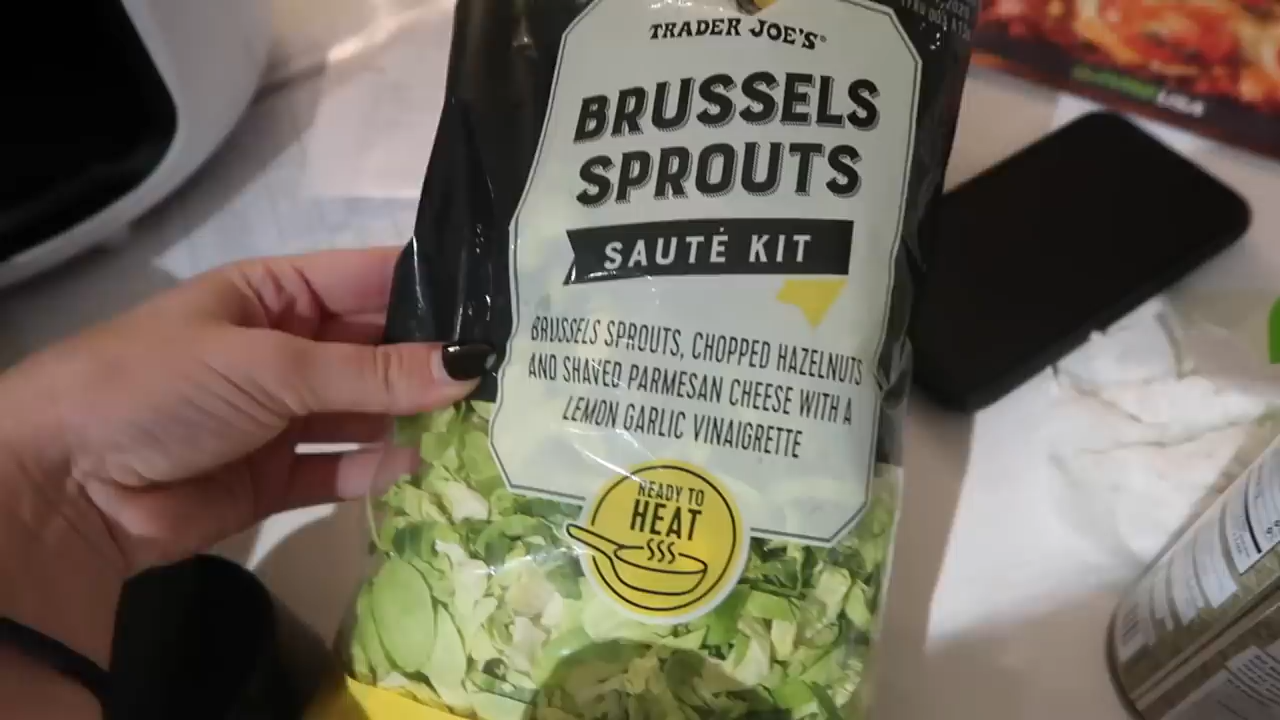 TRADER JOE'S
BRUSSELS
SPROUTS
SAUTÉ KIT
BRUSSELS SPROUTS, CHOPPED HAZELNUTS
AND SHAVED PARMESAN CHEESE WITH A
LEMON GARLIC VINAIGRETTE
READY TO
HEAT